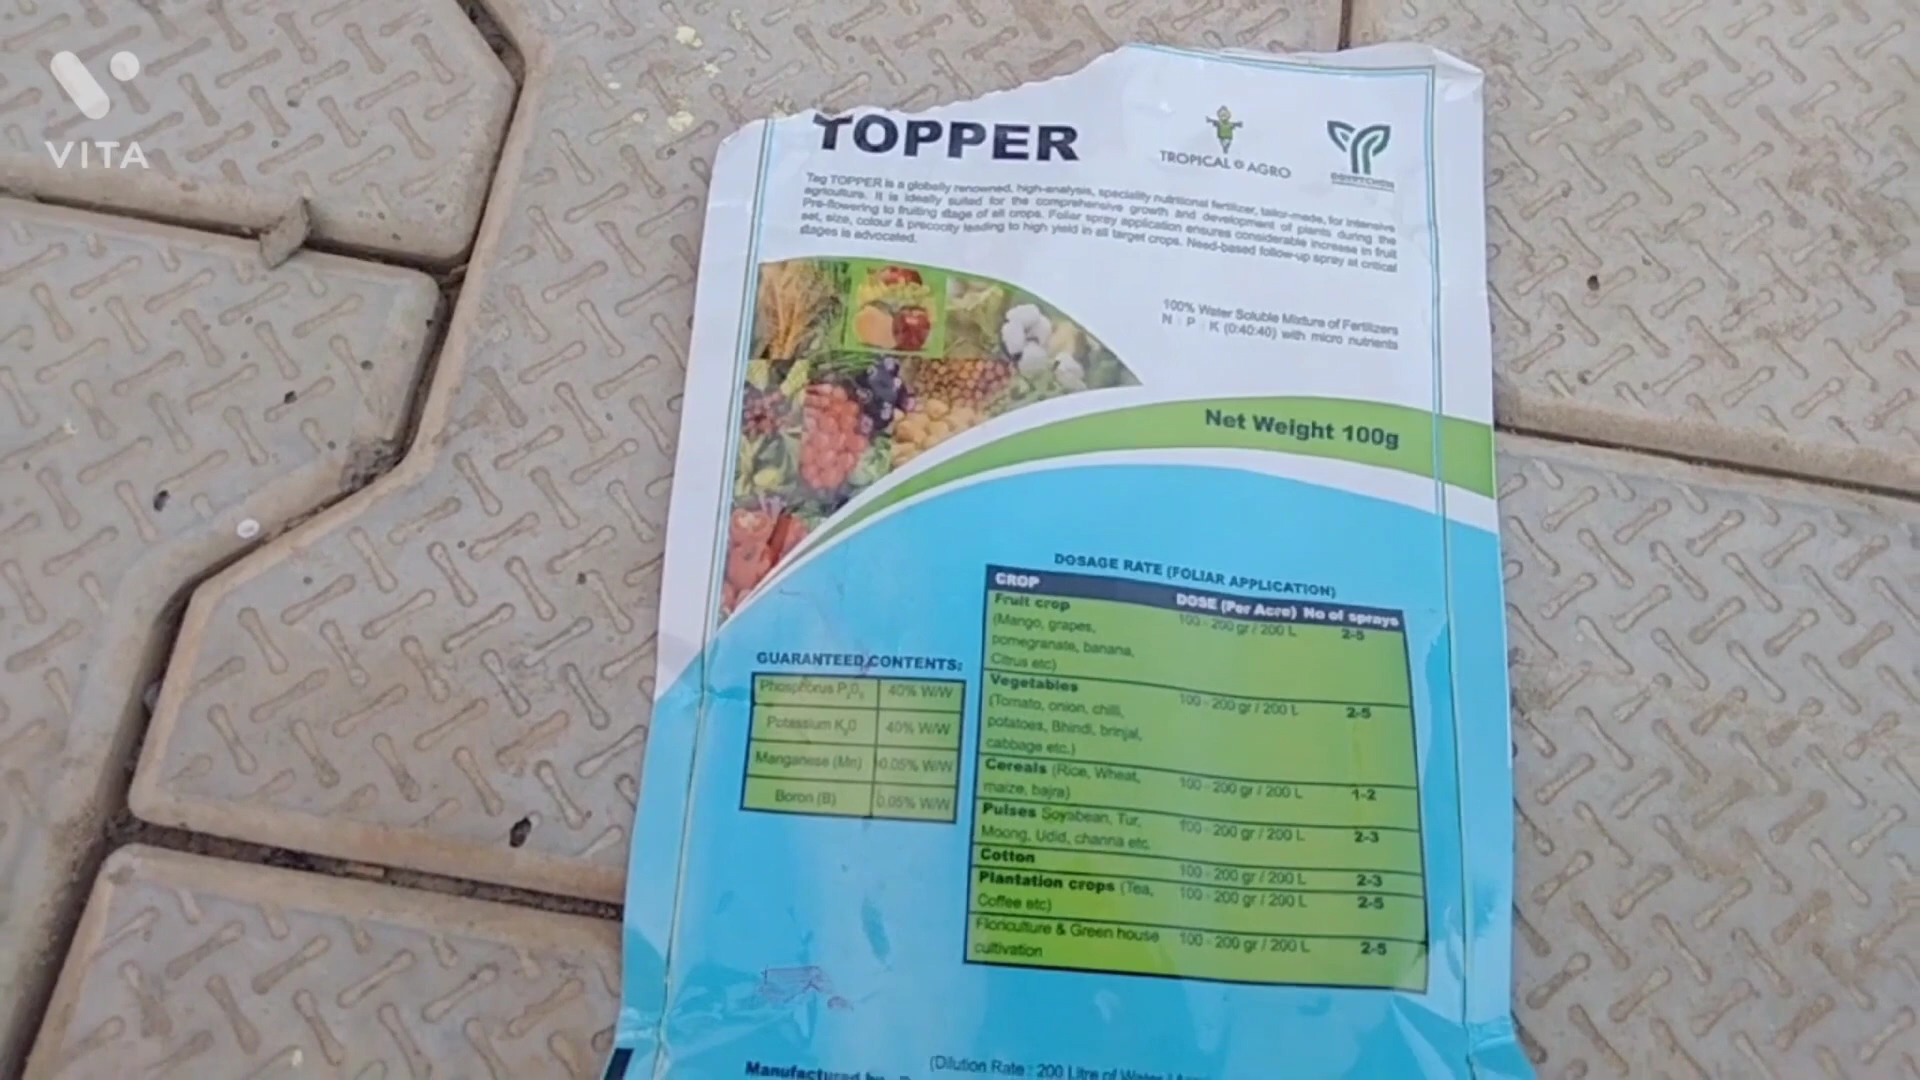 VITA
TOPPER
TROPICAL AGRO
Tag TOPPER is a globally renowned, high-analysis, speciality nutritional fertilizer, tailor-made, for intensive
agriculture. It is ideally suited for the comprehensive growth and development of plants during the
Pre-flowering to fruiting stage of all crops. Foliar spray application ensures considerable increase in fruit
set, size, colour & precocity leading to high yield in all target crops. Need-based follow-up spray at critical
stages is advocated.
100% Water Soluble Mixture of Fertilizers
N : P : K (0:40:40) with micro nutrients
Net Weight 100g
DOSAGE RATE (FOLIAR APPLICATION)
CROP DOSE (Per Acre) No of sprays
Fruit crop 100 - 200 gr / 200 L 2-5
(Mango, grapes,
pomegranate, banana,
Citrus etc)
Vegetables 100 - 200 gr / 200 L 2-5
(Tomato, onion, chilli,
potatoes, Bhindi, brinjal,
cabbage etc.)
Cereals (Rice, Wheat, 100 - 200 gr / 200 L 1-2
maize, bajra)
Pulses Soyabean, Tur, 100 - 200 gr / 200 L 2-3
Moong, Udid, channa etc.
Cotton 100 - 200 gr / 200 L 2-3
Plantation crops (Tea, 100 - 200 gr / 200 L 2-5
Coffee etc)
Floriculture & Green house 100 - 200 gr / 200 L 2-5
cultivation
GUARANTEED CONTENTS:
Phosphorus P₂O₅ 40% W/W
Potassium K₂O 40% W/W
Manganese (Mn) 0.05% W/W
Boron (B) 0.05% W/W
(Dilution Rate : 200 Litre of Water /
Manufactured by